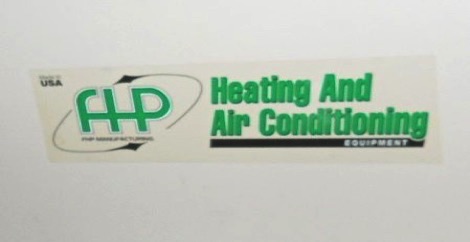 Made in
USA
FHP
FHP MANUFACTURING
Heating And
Air Conditioning
EQUIPMENT